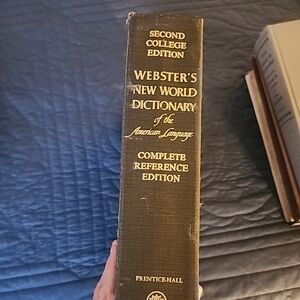 SECOND
COLLEGE
EDITION
WEBSTER'S
NEW WORLD
DICTIONARY
of the
American Language
COMPLETE
REFERENCE
EDITION
PRENTICE-HALL